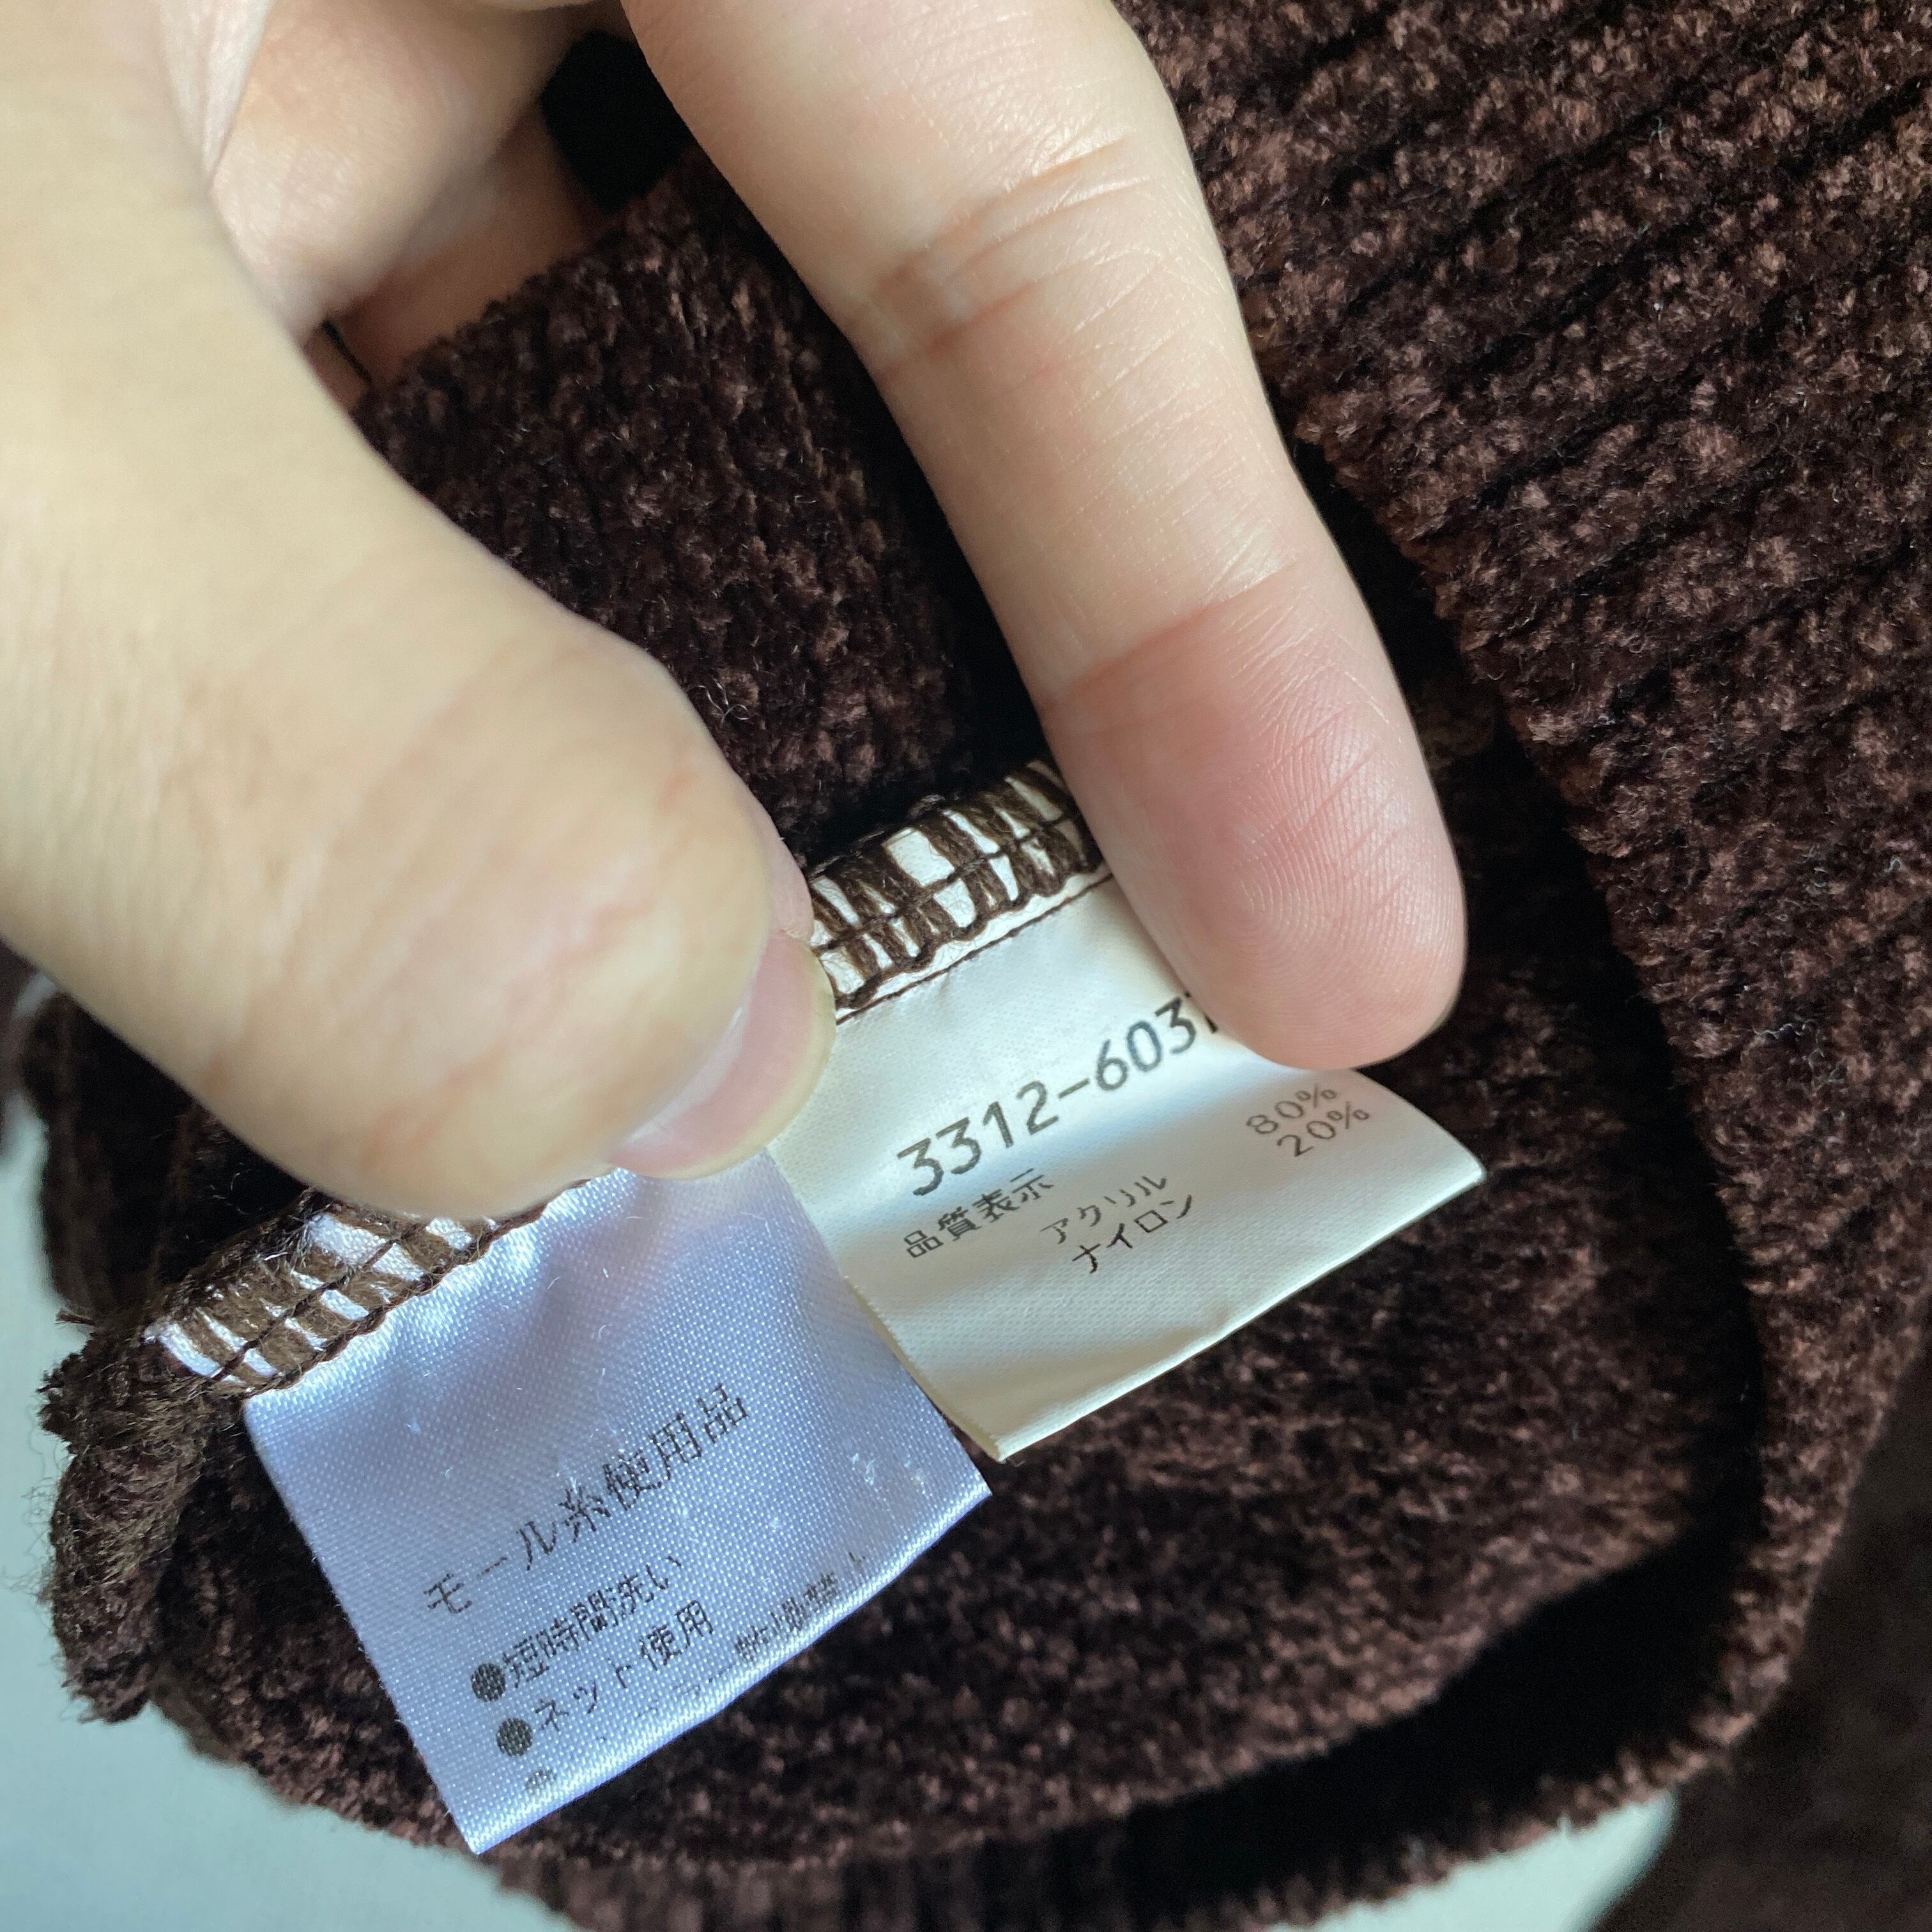 3312-603
品質表示
アクリル 80%
ナイロン 20%
モール糸使用品
●短時間洗い
●ネット使用